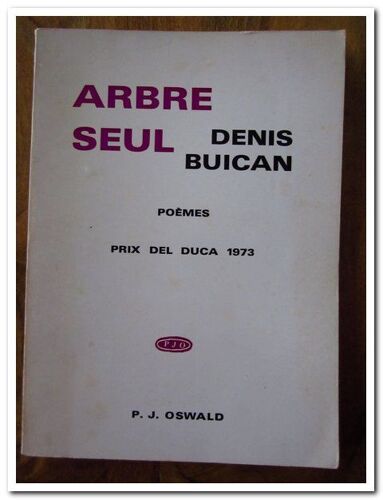 ARBRE
SEUL DENIS
BUICAN
POÈMES
PRIX DEL DUCA 1973
PJO
P. J. OSWALD